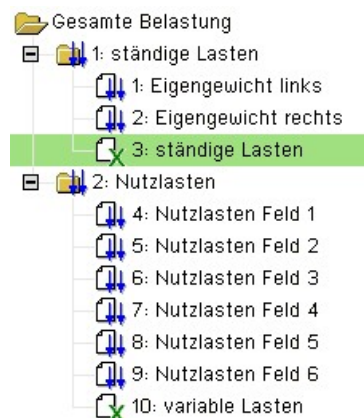 Gesamte Belastung
1: ständige Lasten
1: Eigengewicht links
2: Eigengewicht rechts
3: ständige Lasten
2: Nutzlasten
4: Nutzlasten Feld 1
5: Nutzlasten Feld 2
6: Nutzlasten Feld 3
7: Nutzlasten Feld 4
8: Nutzlasten Feld 5
9: Nutzlasten Feld 6
10: variable Lasten